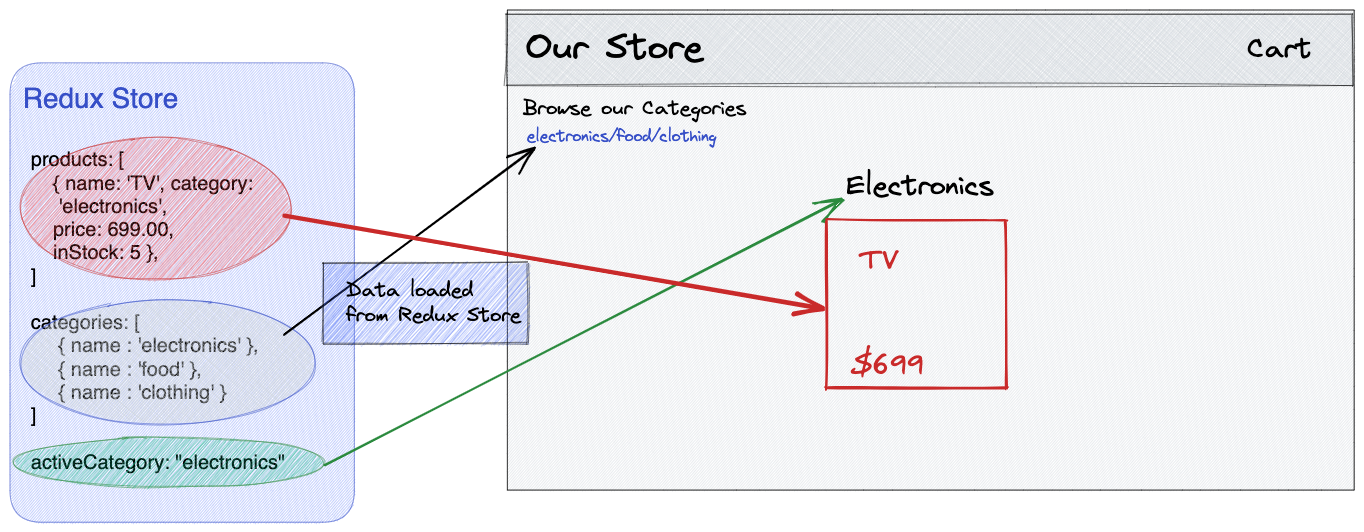 Our Store
Cart
Redux Store
Browse our Categories
electronics/food/clothing
products: [
{ name: 'TV', category:
'electronics',
price: 699.00,
inStock: 5 },
]
Electronics
TV
$699
Data loaded
from Redux Store
categories: [
{ name : 'electronics' },
{ name : 'food' },
{ name : 'clothing' }
]
activeCategory: "electronics"